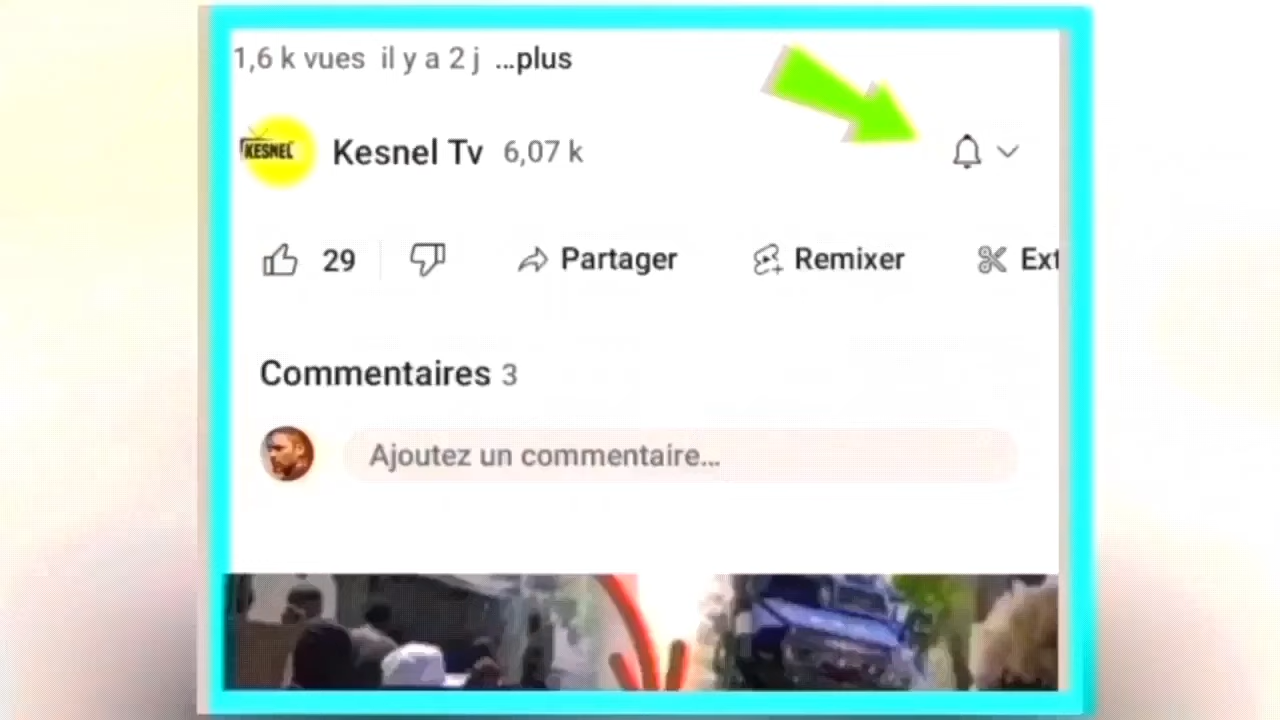 1,6 k vues il y a 2 j ...plus
KESNEL
Kesnel Tv 6,07 k
29 Partager Remixer Ext
Commentaires 3
Ajoutez un commentaire...